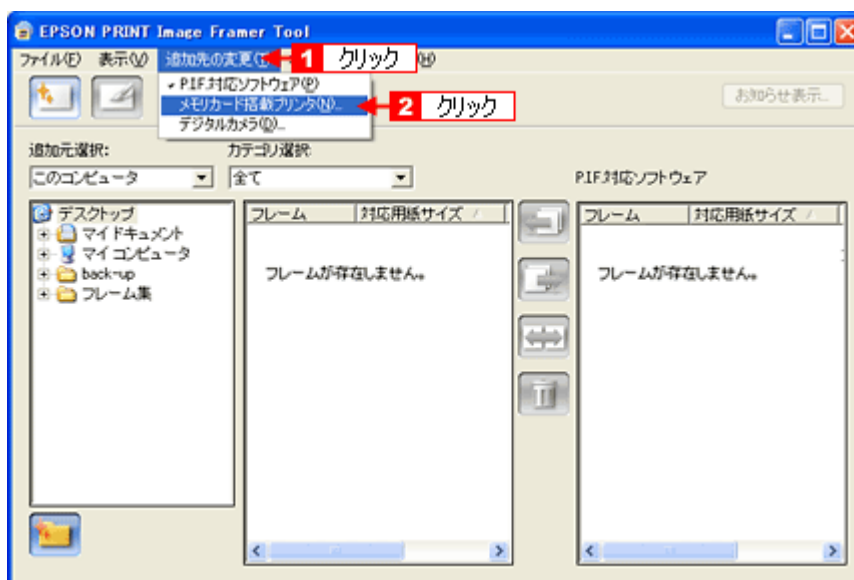 EPSON PRINT Image Framer Tool
ファイル(F) 表示(V) 追加先の変更(T) 1 クリック (H)
P.I.F.対応ソフトウェア(P)
メモリカード搭載プリンタ(N)... 2 クリック
デジタルカメラ(D)...
お知らせ表示...
追加元選択: カテゴリ選択:
このコンピュータ 全て P.I.F.対応ソフトウェア
デスクトップ フレーム 対応用紙サイズ フレーム 対応用紙サイズ
マイ ドキュメント
マイ コンピュータ
back-up フレームが存在しません。 フレームが存在しません。
フレーム集